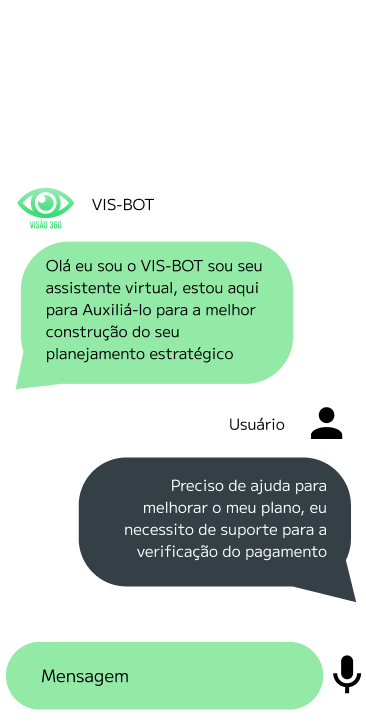 VISÃO 360
VIS-BOT
Olá eu sou o VIS-BOT sou seu
assistente virtual, estou aqui
para Auxiliá-lo para a melhor
construção do seu
planejamento estratégico
Usuário
Preciso de ajuda para
melhorar o meu plano, eu
necessito de suporte para a
verificação do pagamento
Mensagem